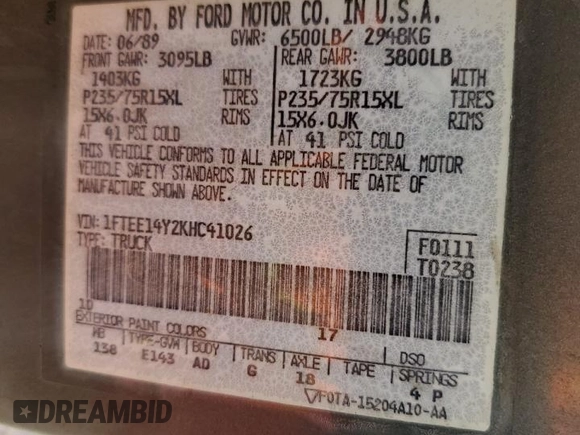 MFD. BY FORD MOTOR CO. IN U.S.A.
DATE: 06/89 GVWR: 6500LB/ 2948KG
FRONT GAWR: 3095LB REAR GAWR: 3800LB
1403KG WITH 1723KG WITH
P235/75R15XL TIRES P235/75R15XL TIRES
15X6.0JK RIMS 15X6.0JK RIMS
AT 41 PSI COLD AT 41 PSI COLD
THIS VEHICLE CONFORMS TO ALL APPLICABLE FEDERAL MOTOR
VEHICLE SAFETY STANDARDS IN EFFECT ON THE DATE OF
MANUFACTURE SHOWN ABOVE.
VIN: 1FTEE14Y2KHC41026 F0111
TYPE: TRUCK T0238
1D 17
EXTERIOR PAINT COLORS DSO
WB TYPE-GVM BODY TRANS AXLE TAPE SPRINGS
138 E143 AD G 18 4 P
F0TA-15204A10-AA
DREAMBID